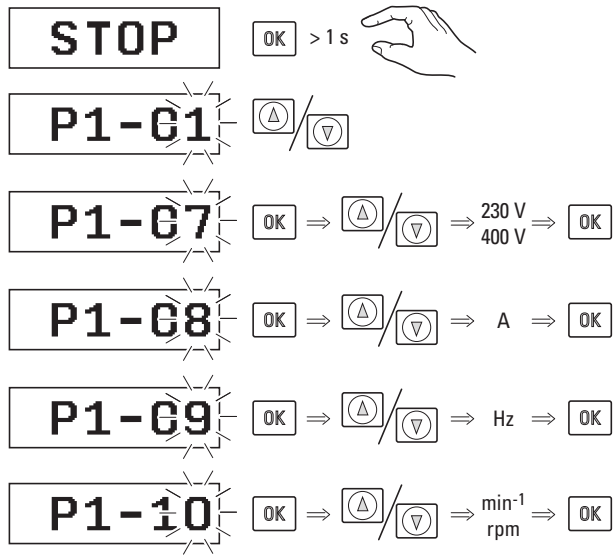 STOP OK > 1 s
P1-01
P1-07 OK ⇒ / ⇒ 230 V
400 V ⇒ OK
P1-08 OK ⇒ / ⇒ A ⇒ OK
P1-09 OK ⇒ / ⇒ Hz ⇒ OK
P1-10 OK ⇒ / ⇒ min-1
rpm ⇒ OK